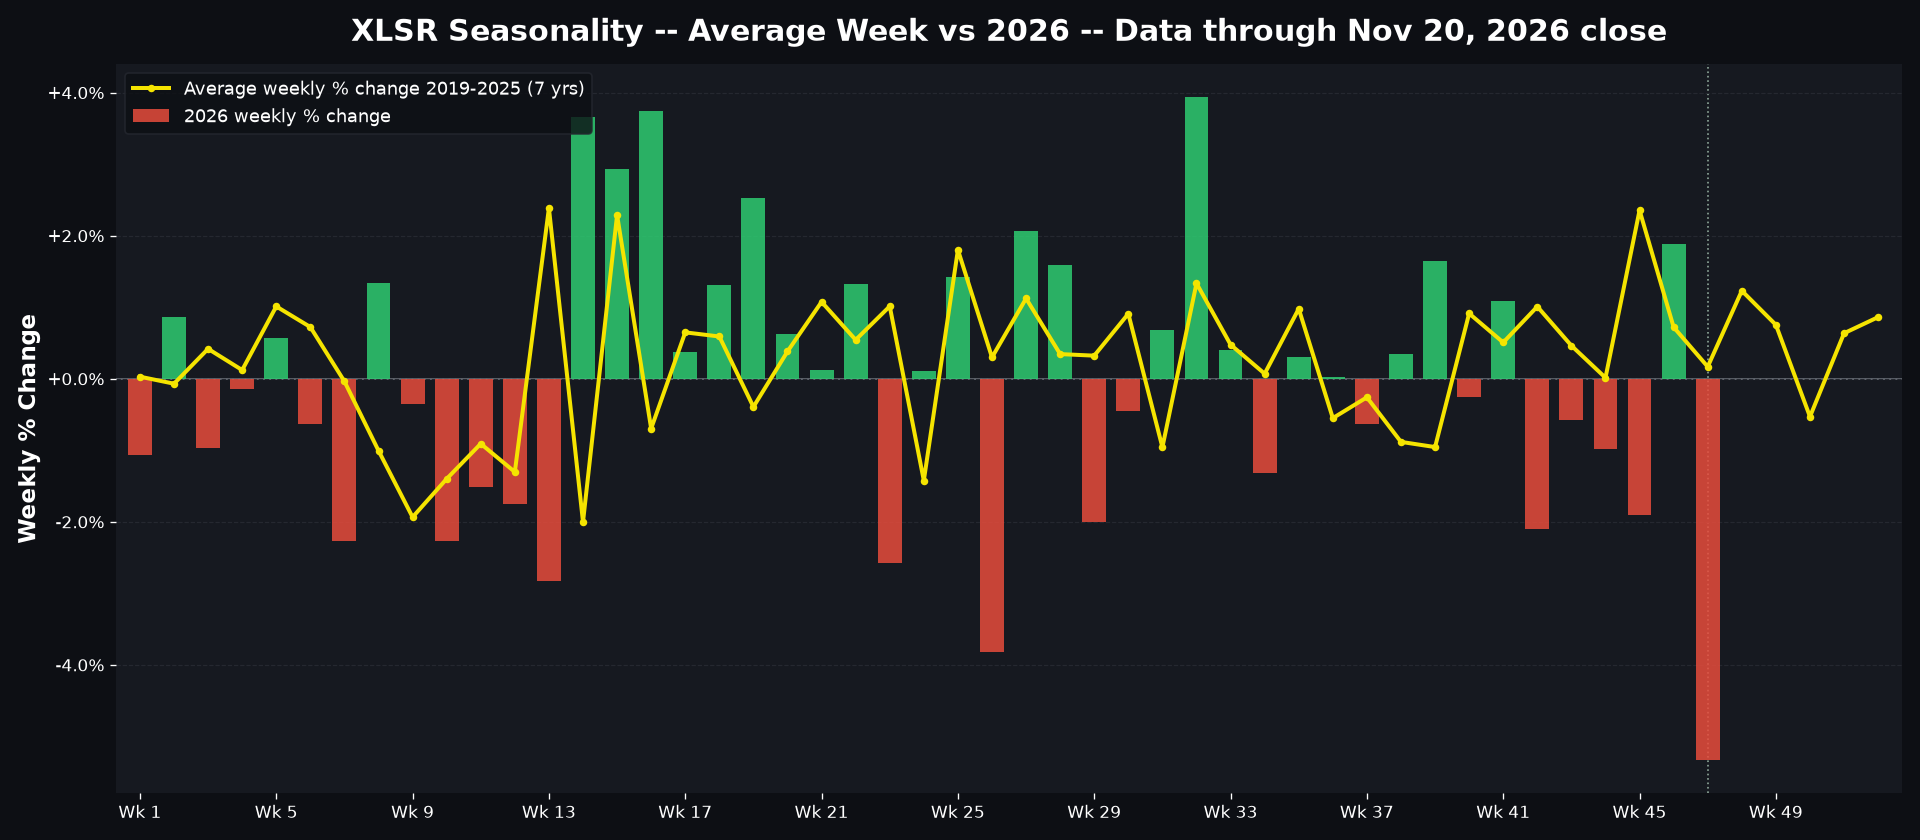 XLSR Seasonality -- Average Week vs 2026 -- Data through Nov 20, 2026 close
Average weekly % change 2019-2025 (7 yrs)
2026 weekly % change
Weekly % Change
+4.0%
+2.0%
+0.0%
-2.0%
-4.0%
Wk 1 Wk 5 Wk 9 Wk 13 Wk 17 Wk 21 Wk 25 Wk 29 Wk 33 Wk 37 Wk 41 Wk 45 Wk 49